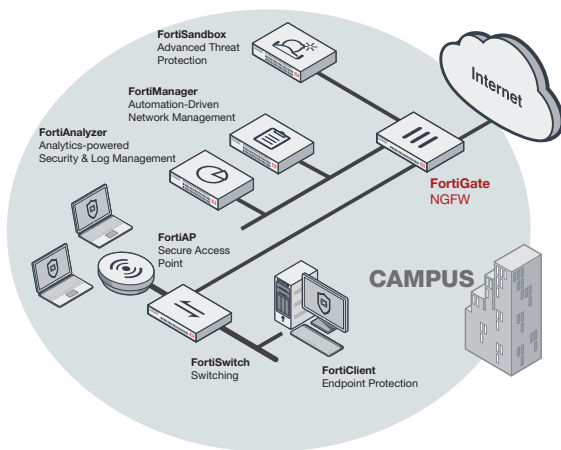 FortiSandbox
Advanced Threat
Protection
FortiManager
Automation-Driven
Network Management
FortiAnalyzer
Analytics-powered
Security & Log Management
Internet
FortiGate
NGFW
FortiAP
Secure Access
Point
CAMPUS
FortiSwitch
Switching
FortiClient
Endpoint Protection